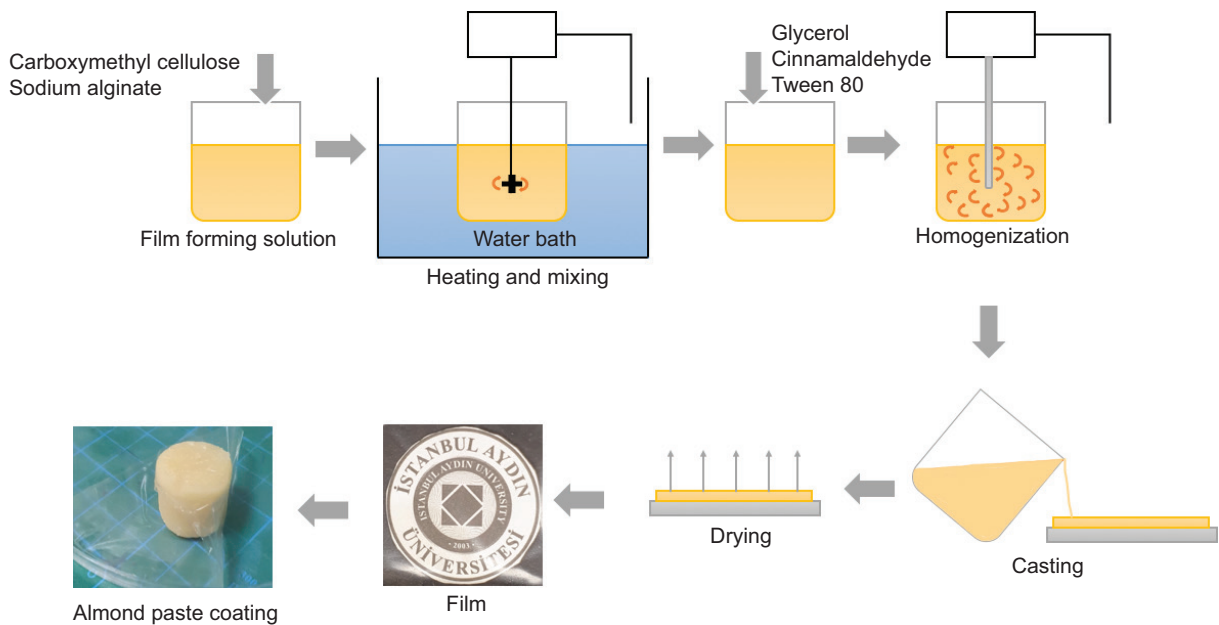 Carboxymethyl cellulose
Sodium alginate
Film forming solution
Water bath
Heating and mixing
Glycerol
Cinnamaldehyde
Tween 80
Homogenization
Casting
Drying
İSTANBUL AYDIN
ÜNİVERSİTESİ
ISTANBUL AYDIN UNIVERSITY
· 2003 ·
Film
Almond paste coating